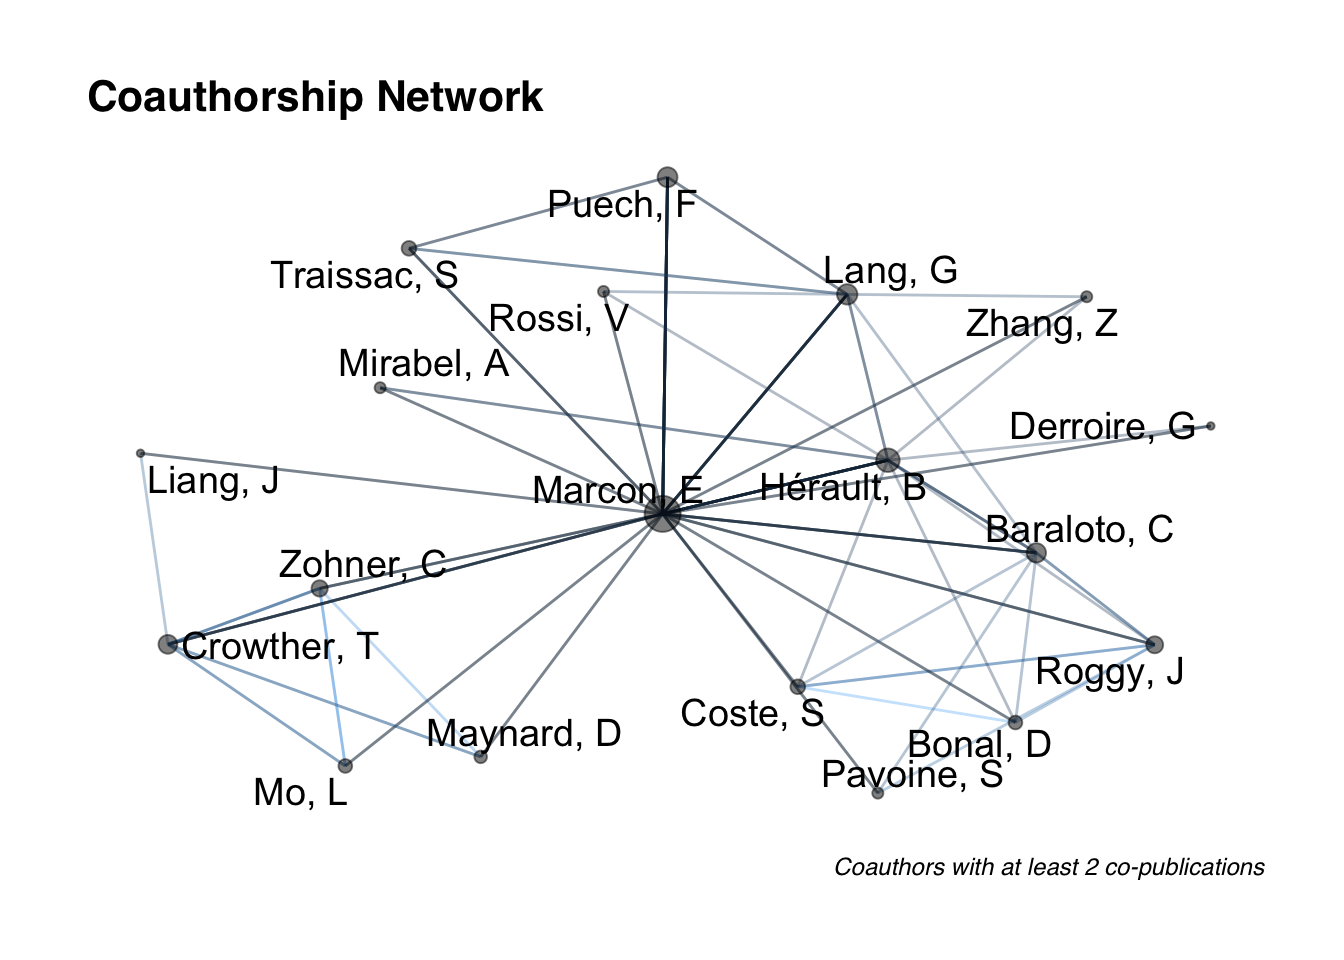 Coauthorship Network
Puech, F
Traissac, S
Lang, G
Rossi, V
Zhang, Z
Mirabel, A
Derroire, G
Liang, J
Marcon, E
Hérault, B
Baraloto, C
Zohner, C
Crowther, T
Roggy, J
Coste, S
Maynard, D
Bonal, D
Pavoine, S
Mo, L
Coauthors with at least 2 co-publications